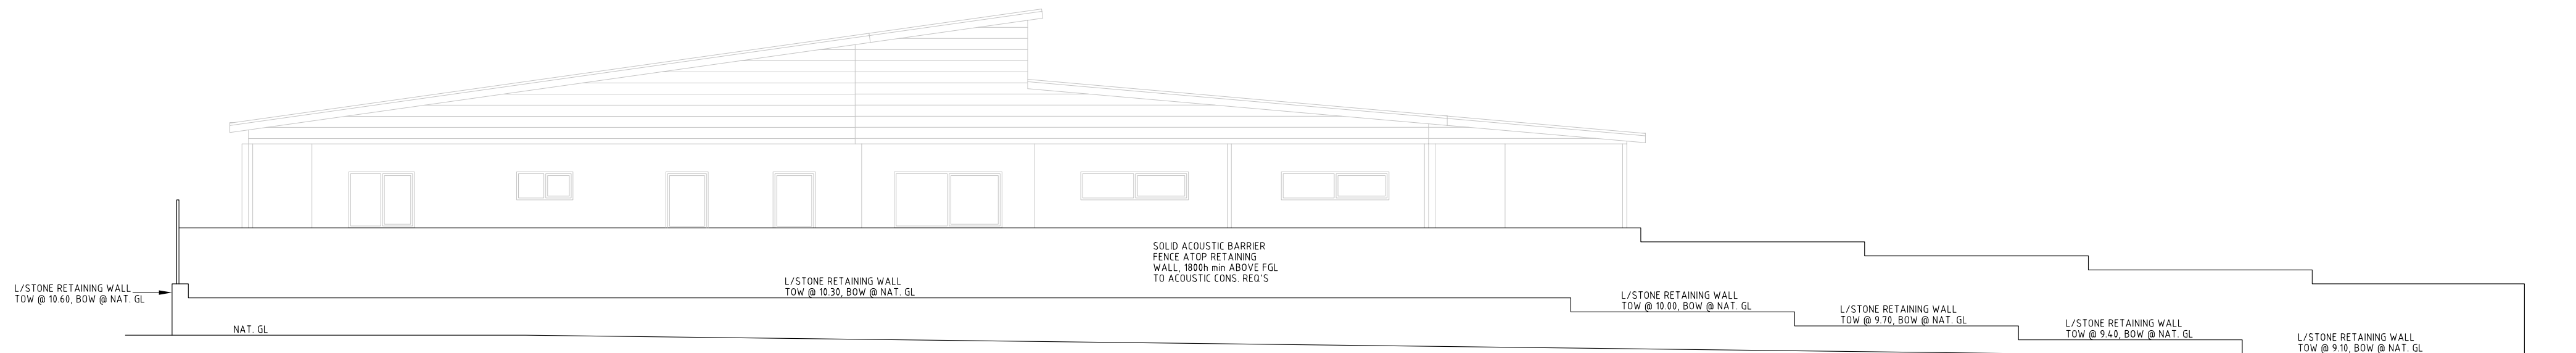 SOLID ACOUSTIC BARRIER
FENCE ATOP RETAINING
WALL, 1800h min ABOVE FGL
TO ACOUSTIC CONS. REQ'S
L/STONE RETAINING WALL
TOW @ 10.60, BOW @ NAT. GL
L/STONE RETAINING WALL
TOW @ 10.30, BOW @ NAT. GL
L/STONE RETAINING WALL
TOW @ 10.00, BOW @ NAT. GL
L/STONE RETAINING WALL
TOW @ 9.70, BOW @ NAT. GL
L/STONE RETAINING WALL
TOW @ 9.40, BOW @ NAT. GL
L/STONE RETAINING WALL
TOW @ 9.10, BOW @ NAT. GL
NAT. GL